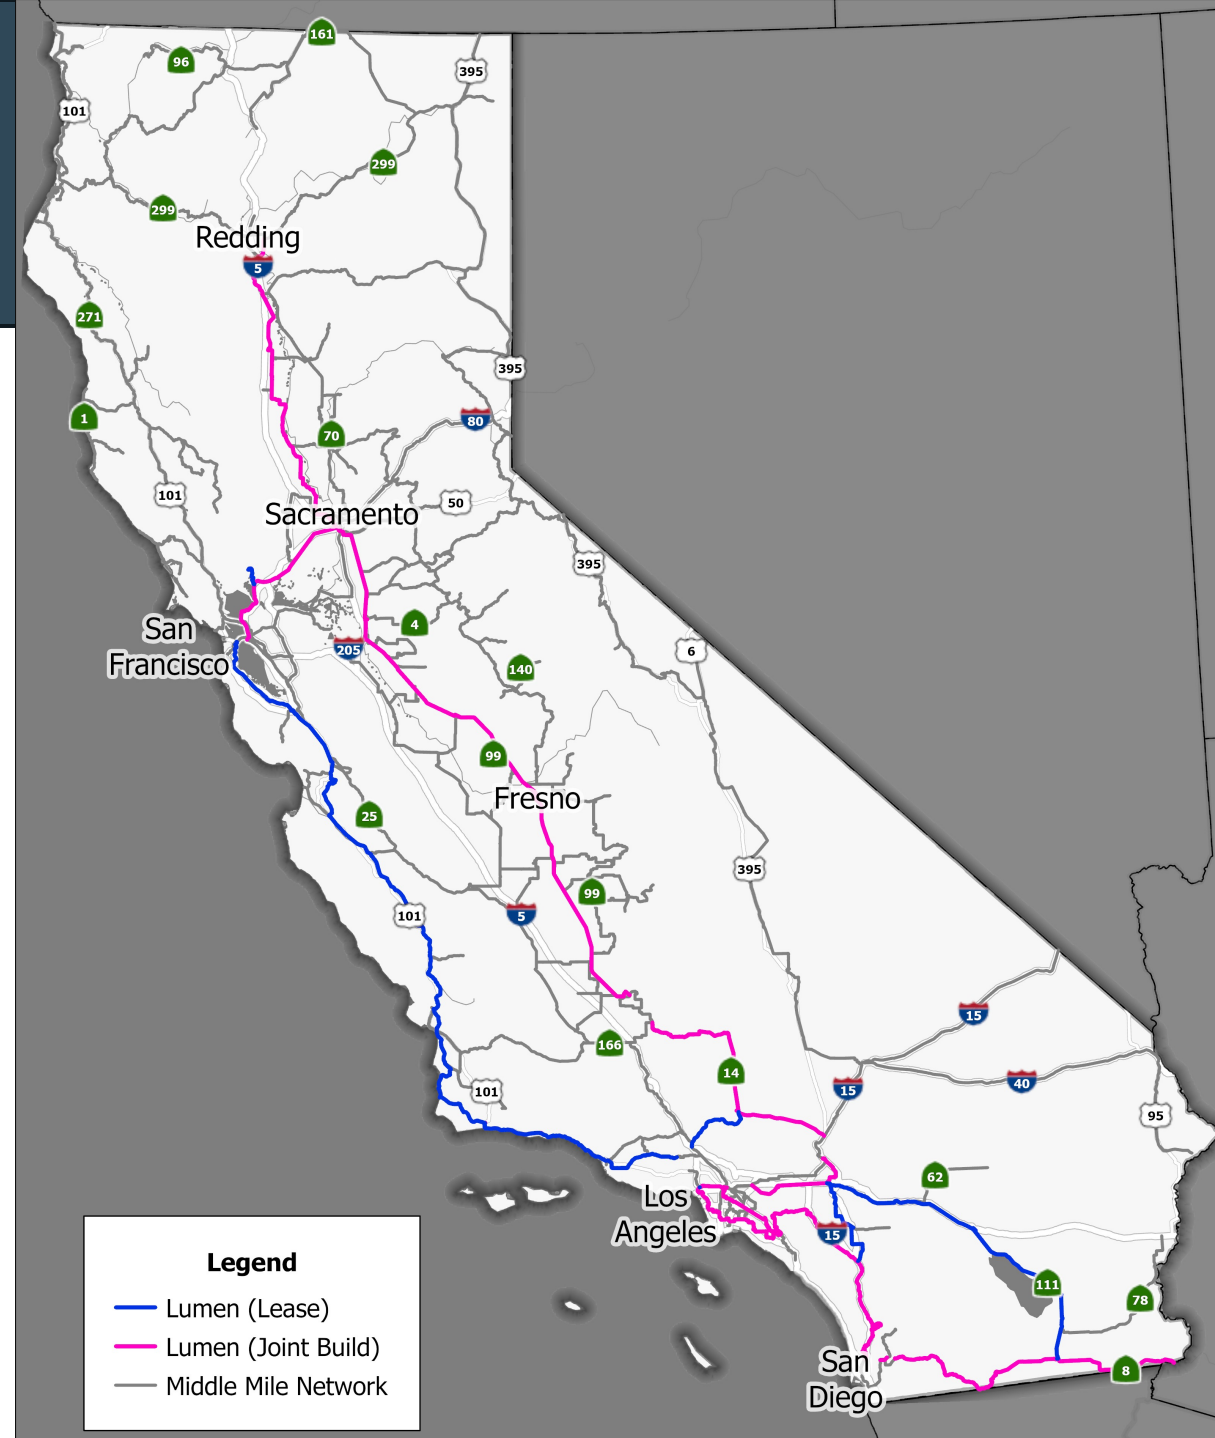 161
96
395
101
299
299
Redding
5
271
395
1
80
70
101
50
Sacramento
395
4
San
Francisco
205
6
140
99
Fresno
25
395
99
101
5
15
166
14
40
15
101
95
62
Los
Angeles
15
111
78
San
Diego
8
Legend
Lumen (Lease)
Lumen (Joint Build)
Middle Mile Network